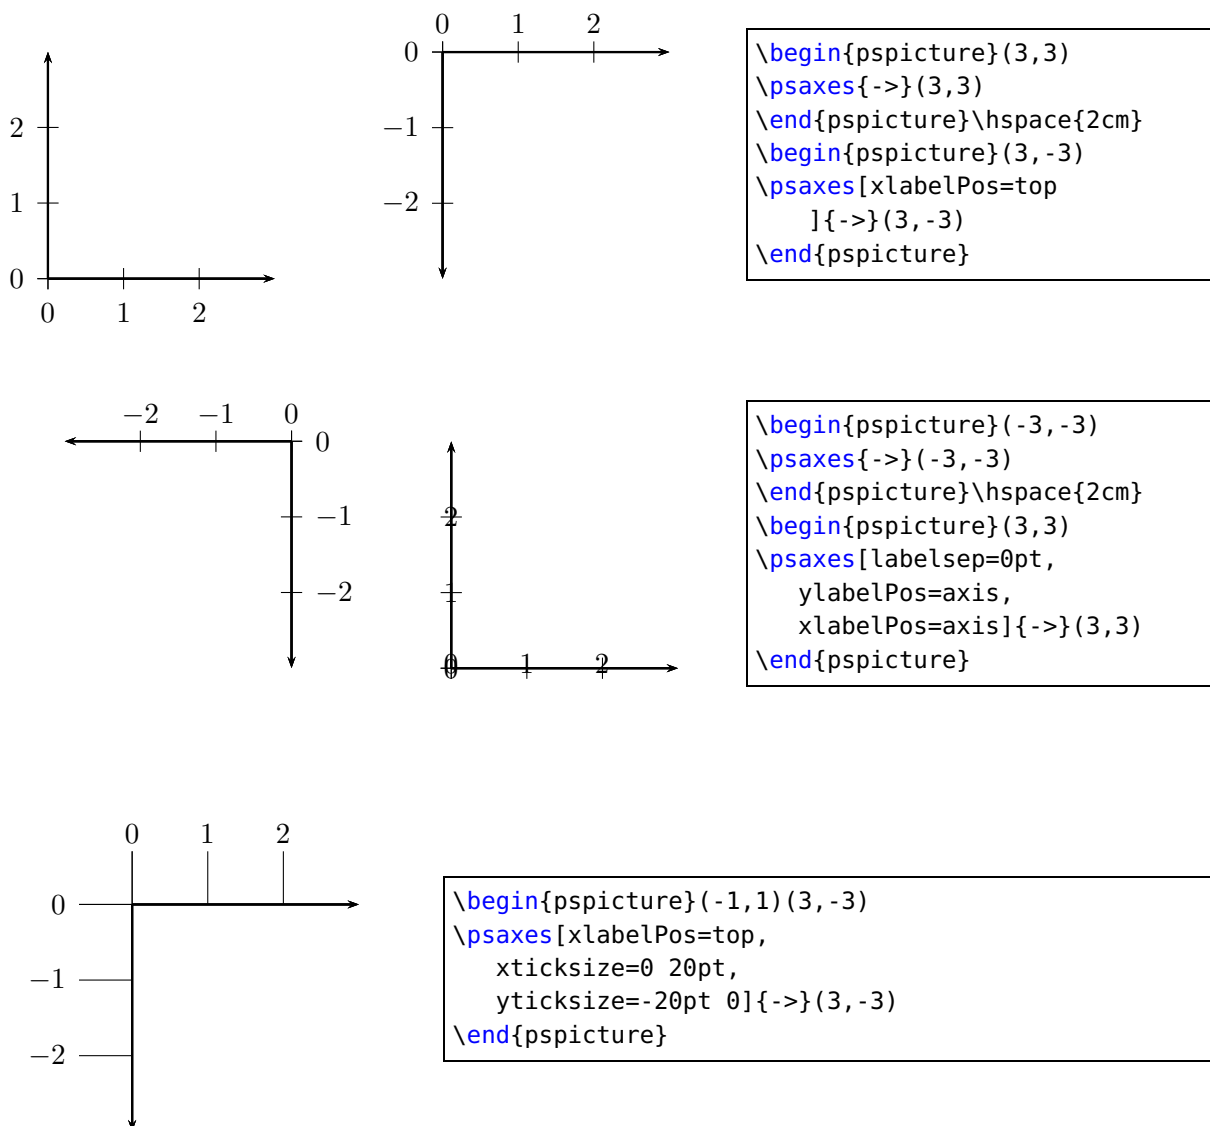 2
1
0
0 1 2
0 1 2
0
−1
−2
\begin{pspicture}(3,3)
\psaxes{->}(3,3)
\end{pspicture}\hspace{2cm}
\begin{pspicture}(3,-3)
\psaxes[xlabelPos=top
]{->}(3,-3)
\end{pspicture}
−2 −1 0
0
−1
−2
2
1
0 1 2
\begin{pspicture}(-3,-3)
\psaxes{->}(-3,-3)
\end{pspicture}\hspace{2cm}
\begin{pspicture}(3,3)
\psaxes[labelsep=0pt,
ylabelPos=axis,
xlabelPos=axis]{->}(3,3)
\end{pspicture}
0 1 2
0
−1
−2
\begin{pspicture}(-1,1)(3,-3)
\psaxes[xlabelPos=top,
xticksize=0 20pt,
yticksize=-20pt 0]{->}(3,-3)
\end{pspicture}